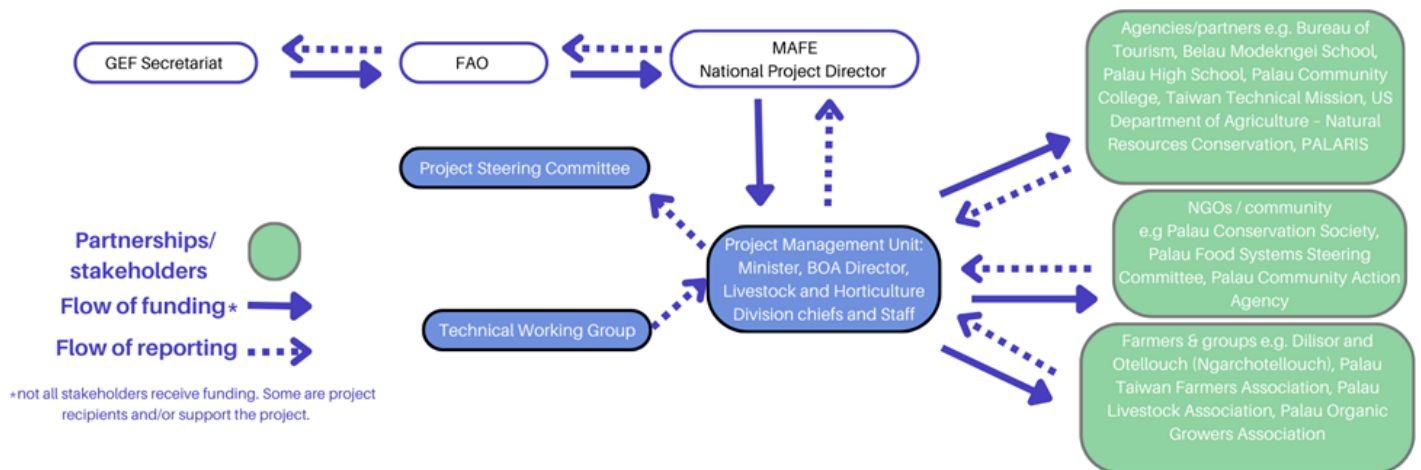 GEF Secretariat
FAO
MAFE
National Project Director
Agencies/partners e.g. Bureau of
Tourism, Belau Modekngei School,
Palau High School, Palau Community
College, Taiwan Technical Mission, US
Department of Agriculture – Natural
Resources Conservation, PALARIS
Project Steering Committee
Partnerships/
stakeholders
Flow of funding*
Flow of reporting
*not all stakeholders receive funding. Some are project
recipients and/or support the project.
Technical Working Group
Project Management Unit:
Minister, BOA Director,
Livestock and Horticulture
Division chiefs and Staff
NGOs / community
e.g Palau Conservation Society,
Palau Food Systems Steering
Committee, Palau Community Action
Agency
Farmers & groups e.g. Dilisor and
Otellouch (Ngarchotellouch), Palau
Taiwan Farmers Association, Palau
Livestock Association, Palau Organic
Growers Association